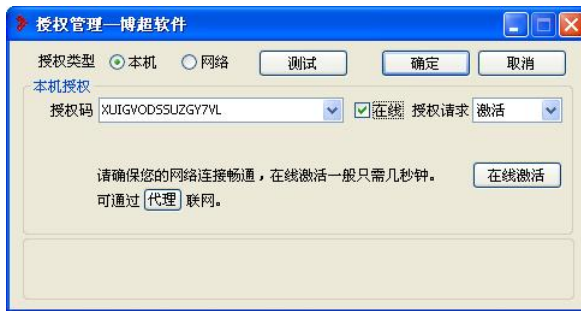 授权管理—博超软件
授权类型 本机 网络 测试 确定 取消
本机授权
授权码 XUIGVODSSUZGY7VL 在线 授权请求 激活
请确保您的网络连接畅通，在线激活一般只需几秒钟。 在线激活
可通过 代理 联网。